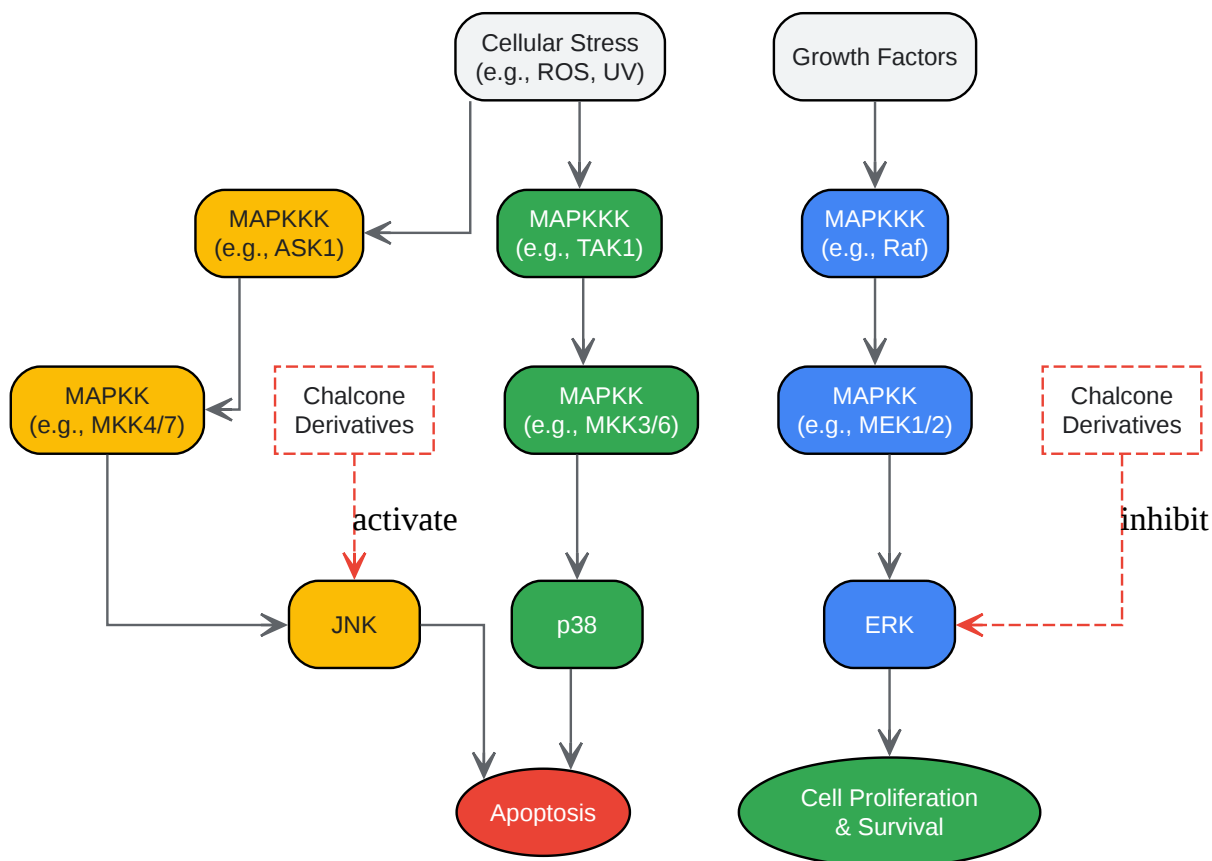 Cellular Stress
(e.g., ROS, UV)
Growth Factors
MAPKKK
(e.g., ASK1)
MAPKKK
(e.g., TAK1)
MAPKKK
(e.g., Raf)
MAPKK
(e.g., MKK4/7)
Chalcone
Derivatives
MAPKK
(e.g., MKK3/6)
MAPKK
(e.g., MEK1/2)
Chalcone
Derivatives
activate
inhibit
JNK
p38
ERK
Apoptosis
Cell Proliferation
& Survival